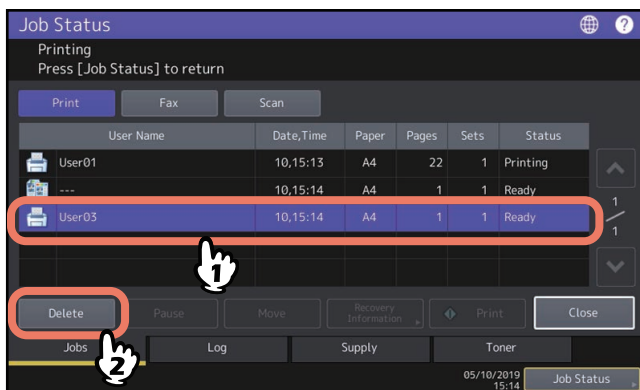 Job Status ?
Printing
Press [Job Status] to return
Print Fax Scan
User Name Date,Time Paper Pages Sets Status
User01 10,15:13 A4 22 1 Printing
--- 10,15:14 A4 1 1 Ready
User03 10,15:14 A4 1 1 Ready
1
1
1
Delete Pause Move Recovery Information Print Close
2
Jobs Log Supply Toner
05/10/2019
15:14 Job Status